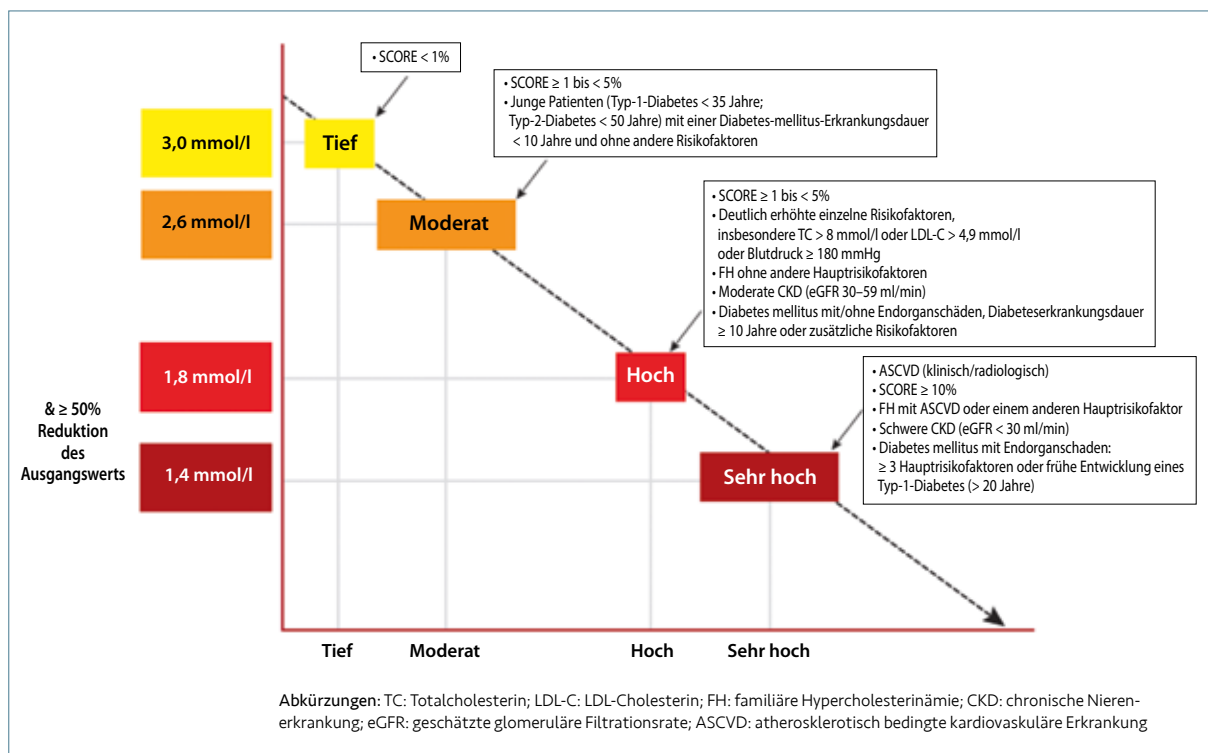 • SCORE < 1%
• SCORE ≥ 1 bis < 5%
• Junge Patienten (Typ-1-Diabetes < 35 Jahre;
Typ-2-Diabetes < 50 Jahre) mit einer Diabetes-mellitus-Erkrankungsdauer
< 10 Jahre und ohne andere Risikofaktoren
3,0 mmol/l
Tief
2,6 mmol/l
Moderat
• SCORE ≥ 1 bis < 5%
• Deutlich erhöhte einzelne Risikofaktoren,
insbesondere TC > 8 mmol/l oder LDL-C > 4,9 mmol/l
oder Blutdruck ≥ 180 mmHg
• FH ohne andere Hauptrisikofaktoren
• Moderate CKD (eGFR 30–59 ml/min)
• Diabetes mellitus mit/ohne Endorganschäden, Diabeteserkrankungsdauer
≥ 10 Jahre oder zusätzliche Risikofaktoren
1,8 mmol/l
Hoch
• ASCVD (klinisch/radiologisch)
• SCORE ≥ 10%
• FH mit ASCVD oder einem anderen Hauptrisikofaktor
• Schwere CKD (eGFR < 30 ml/min)
• Diabetes mellitus mit Endorganschaden:
≥ 3 Hauptrisikofaktoren oder frühe Entwicklung eines
Typ-1-Diabetes (> 20 Jahre)
& ≥ 50%
Reduktion
des
Ausgangswerts
1,4 mmol/l
Sehr hoch
Tief Moderat Hoch Sehr hoch
Abkürzungen: TC: Totalcholesterin; LDL-C: LDL-Cholesterin; FH: familiäre Hypercholesterinämie; CKD: chronische Nieren-
erkrankung; eGFR: geschätzte glomeruläre Filtrationsrate; ASCVD: atherosklerotisch bedingte kardiovaskuläre Erkrankung